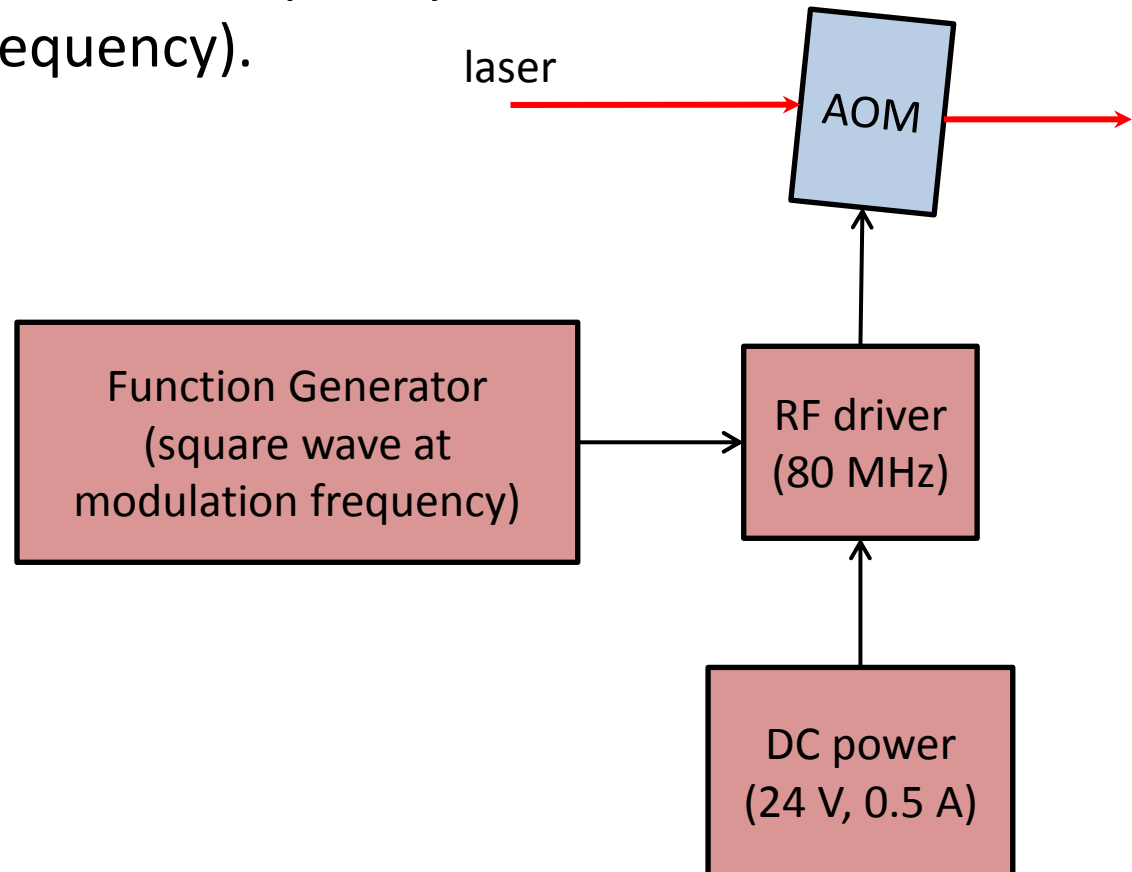 equency).
laser
AOM
Function Generator
(square wave at
modulation frequency)
RF driver
(80 MHz)
DC power
(24 V, 0.5 A)